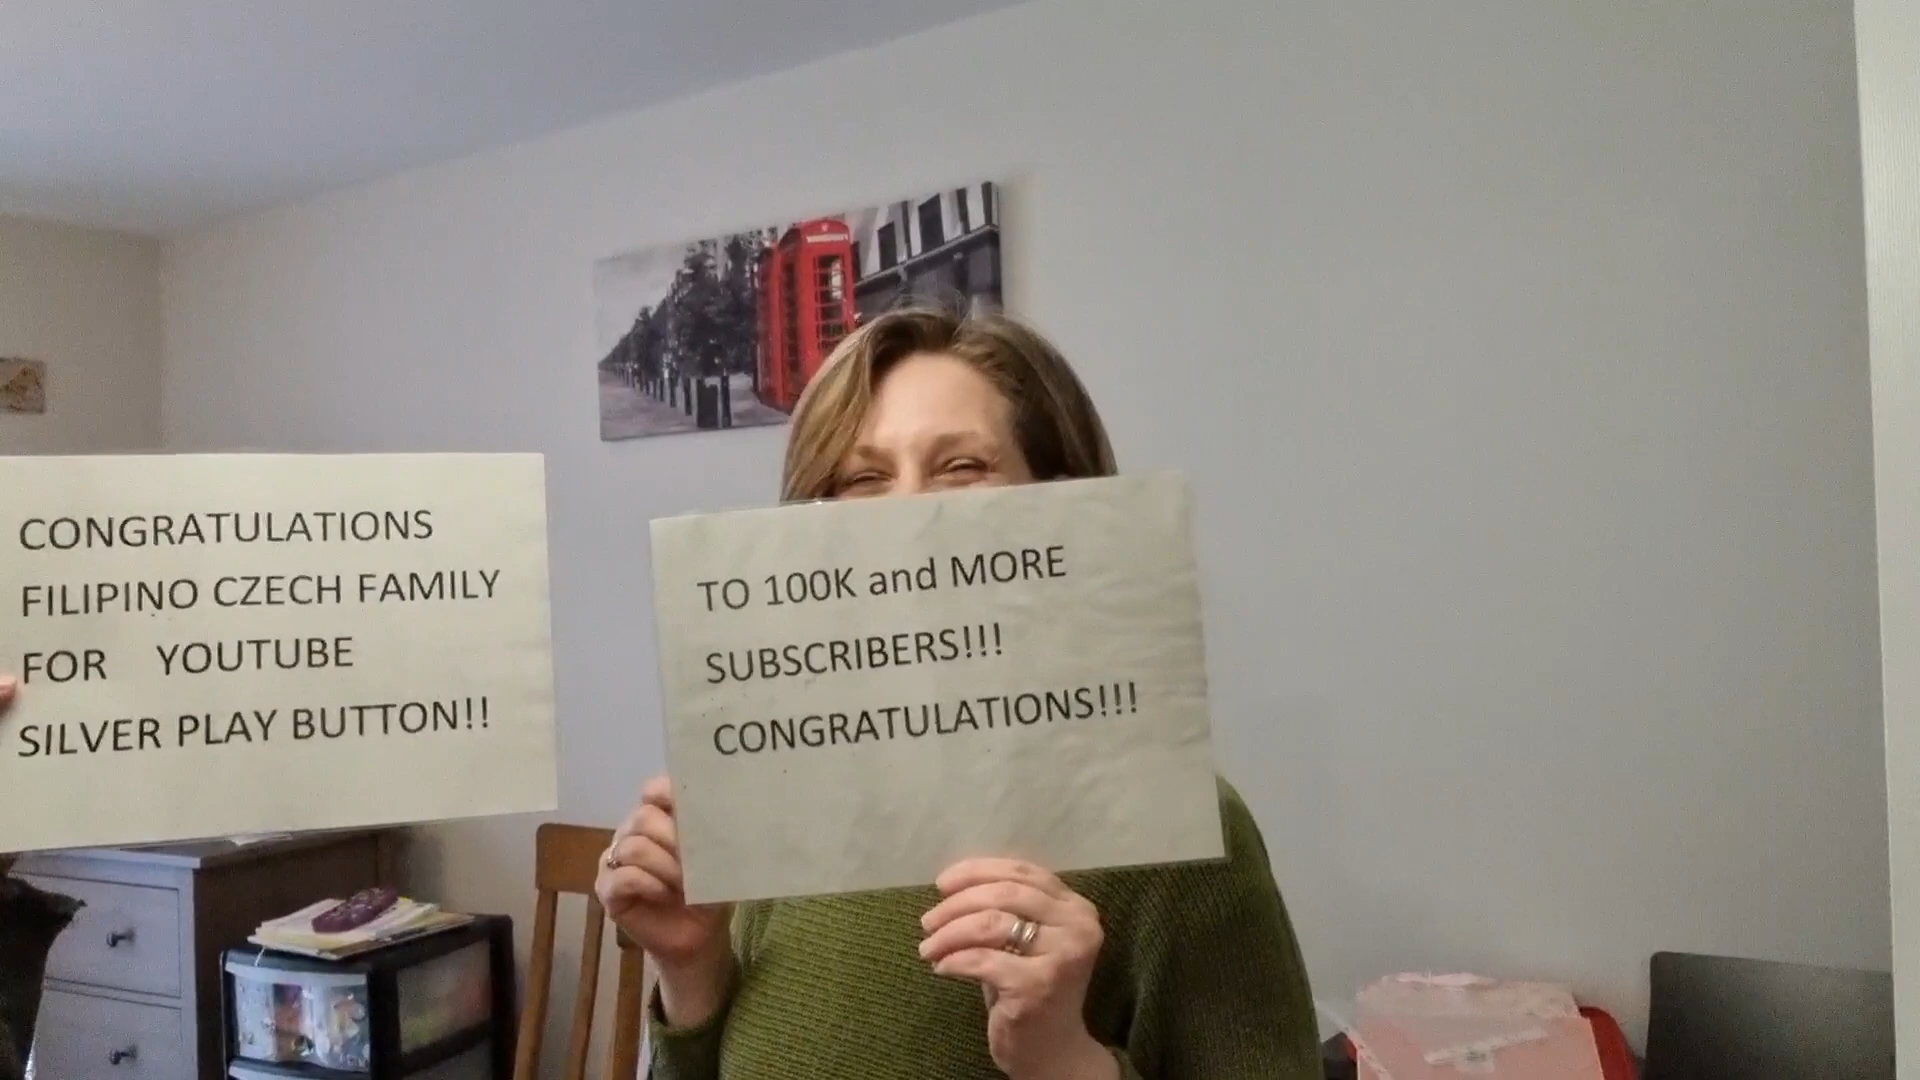 CONGRATULATIONS
FILIPINO CZECH FAMILY
FOR YOUTUBE
SILVER PLAY BUTTON!!
TO 100K and MORE
SUBSCRIBERS!!!
CONGRATULATIONS!!!